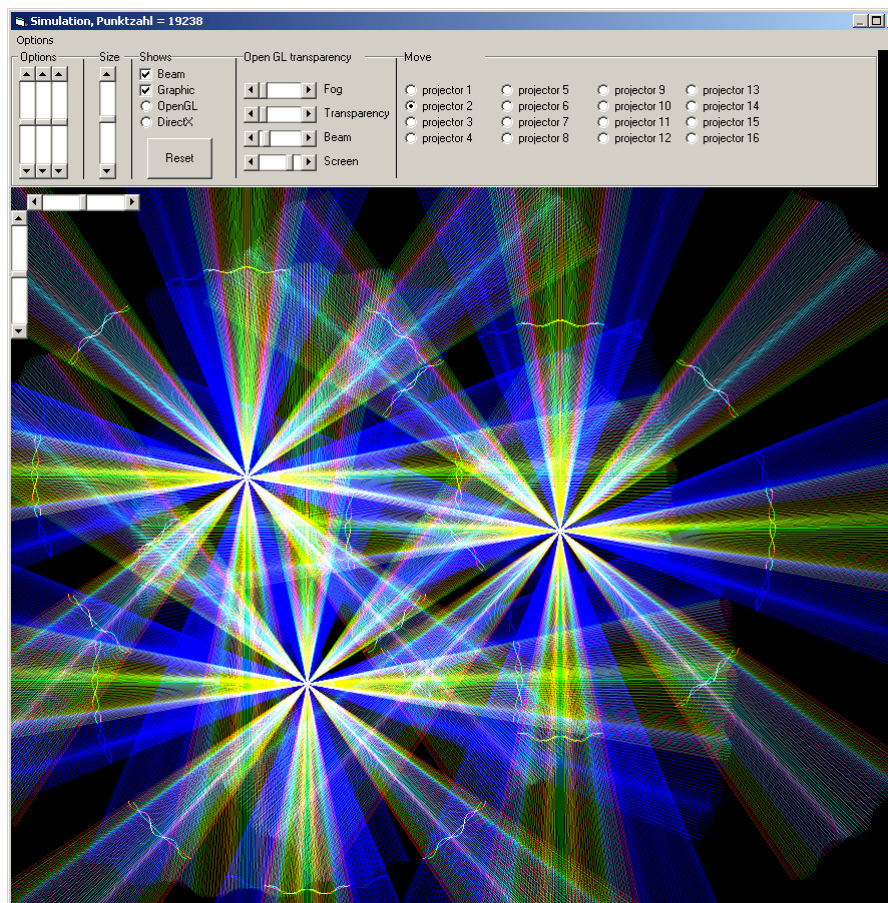 Simulation, Punktzahl = 19238
Options
Options
Size
Shows
Open GL transparency
Move
Beam
Graphic
OpenGL
DirectX
Reset
Fog
Transparency
Beam
Screen
projector 1
projector 2
projector 3
projector 4
projector 5
projector 6
projector 7
projector 8
projector 9
projector 10
projector 11
projector 12
projector 13
projector 14
projector 15
projector 16